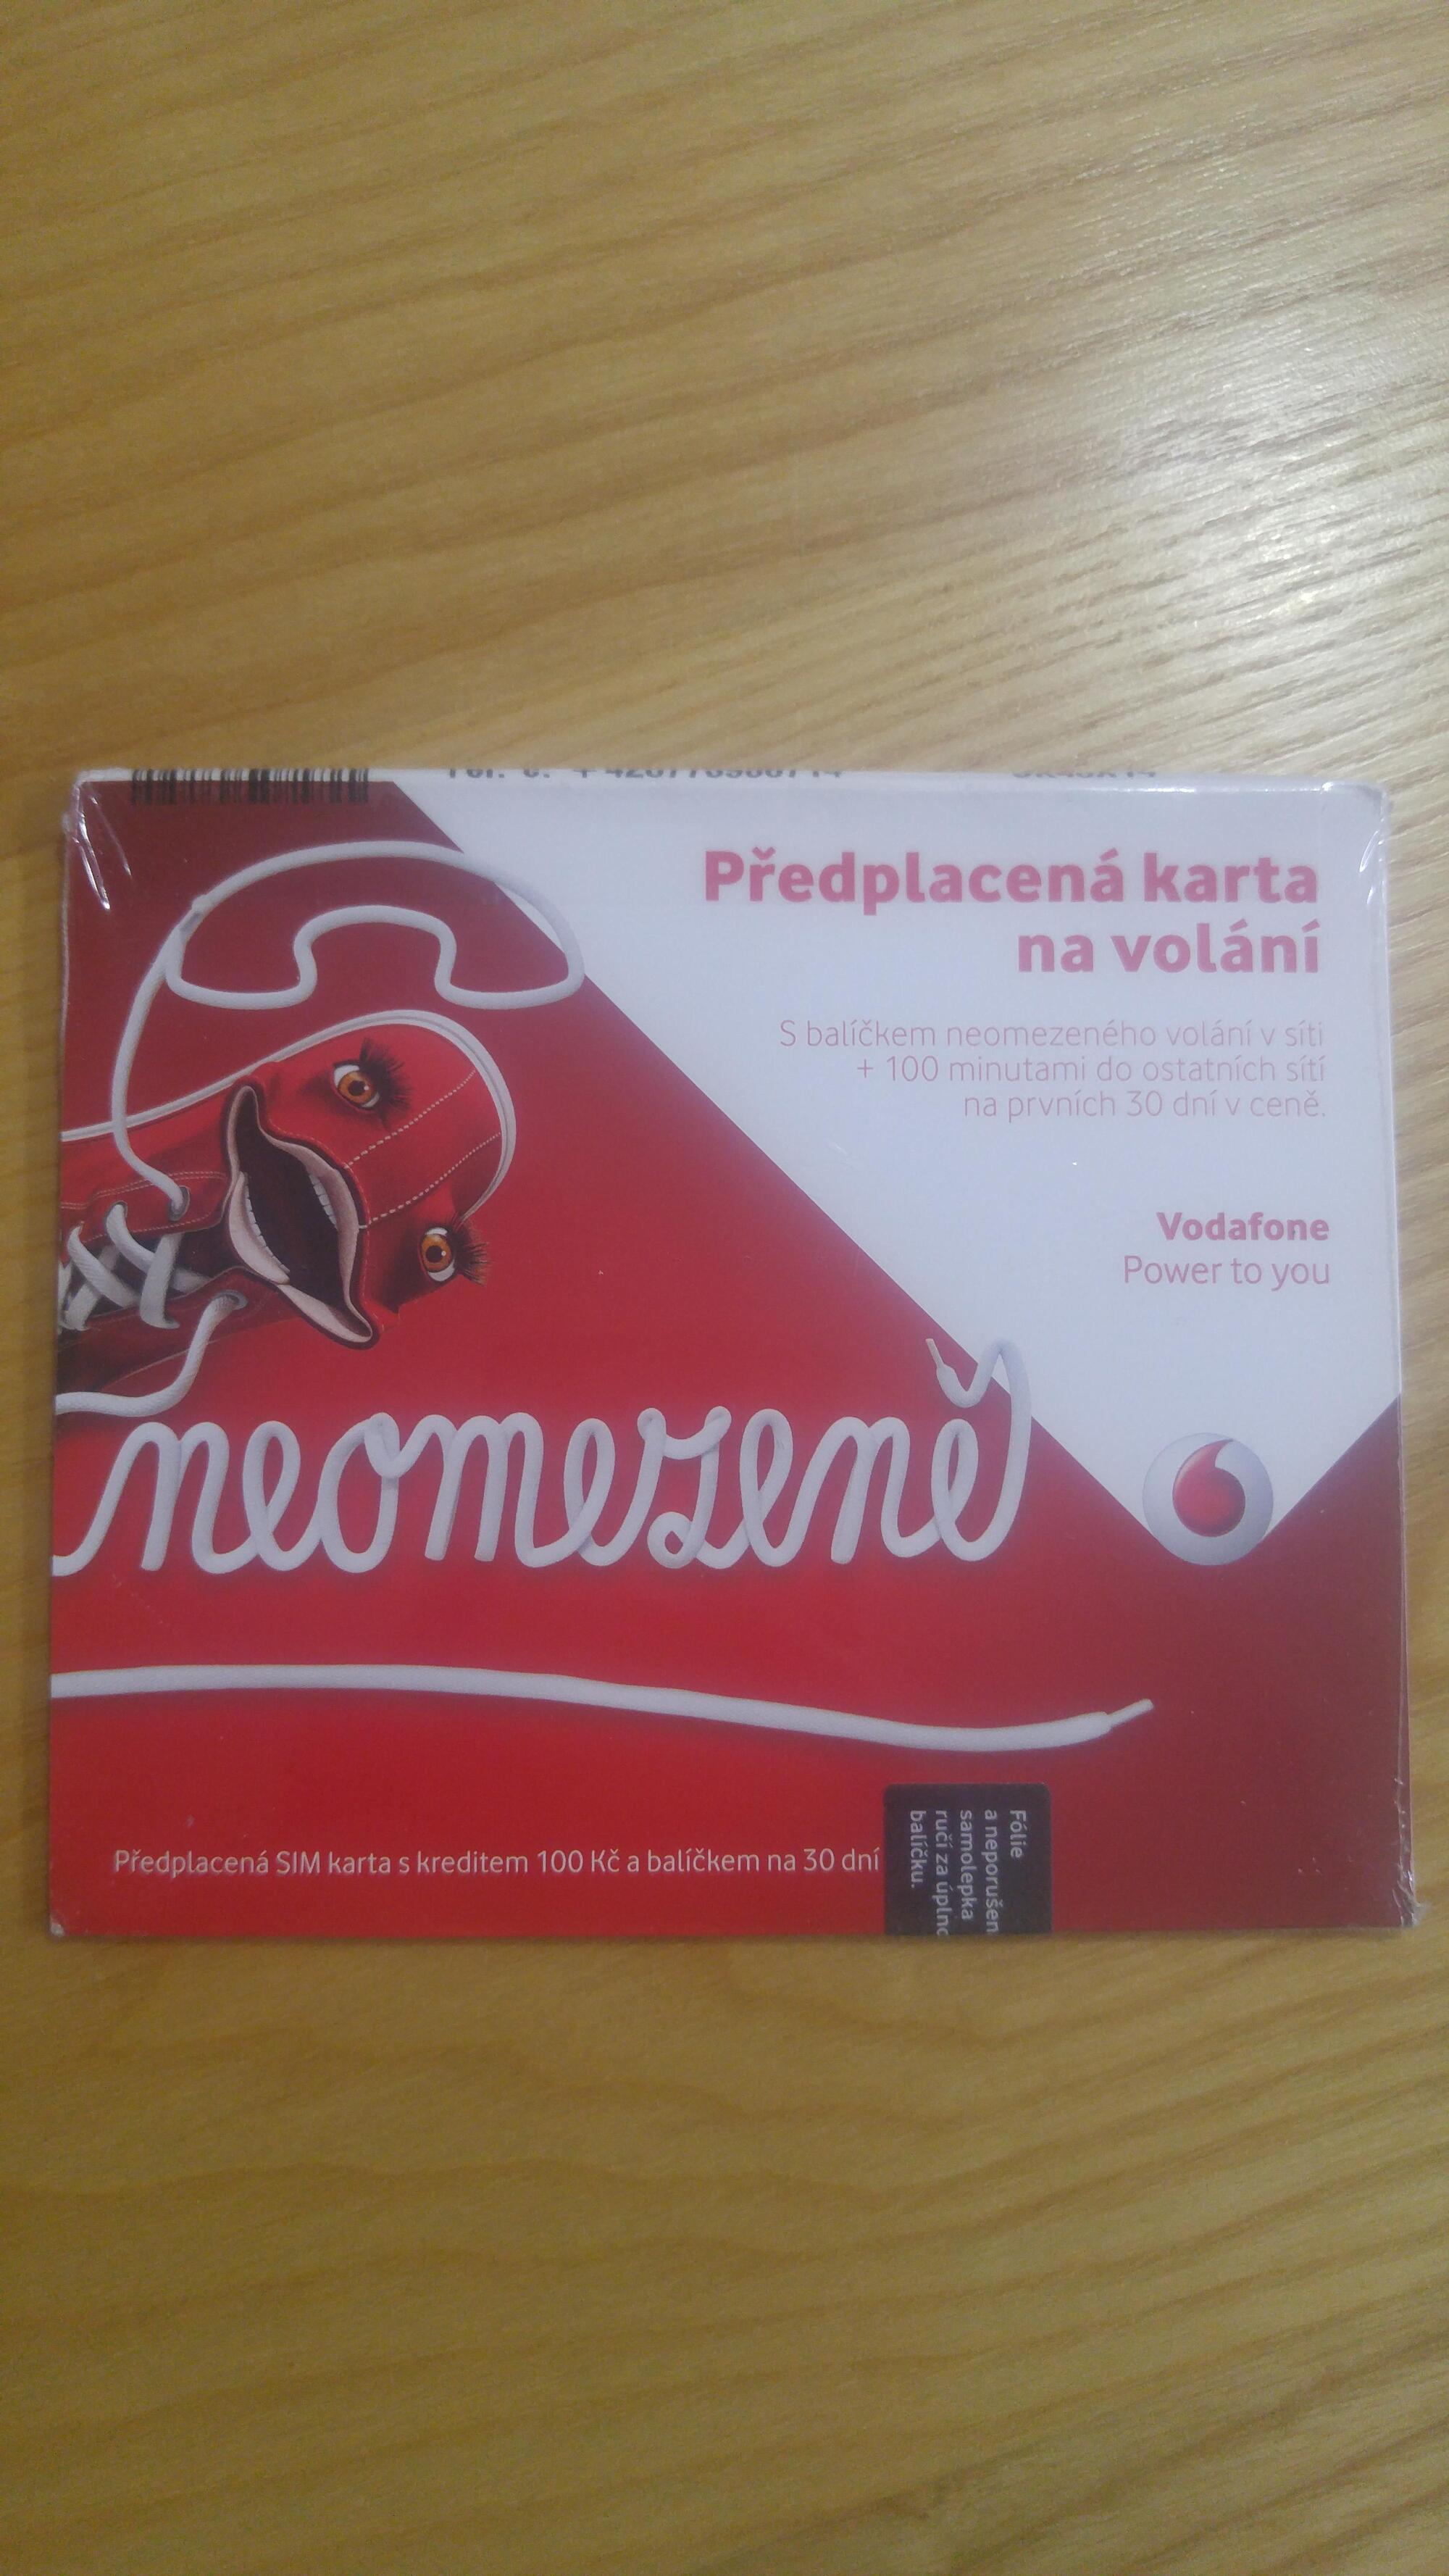 Předplacená karta
na volání
S balíčkem neomezeného volání v síti
+ 100 minutami do ostatních sítí
na prvních 30 dní v ceně.
Vodafone
Power to you
neomezeně
Předplacená SIM karta s kreditem 100 Kč a balíčkem na 30 dní
Fólie
a neporušen
samolepka
ručí za úplno
balíčku.